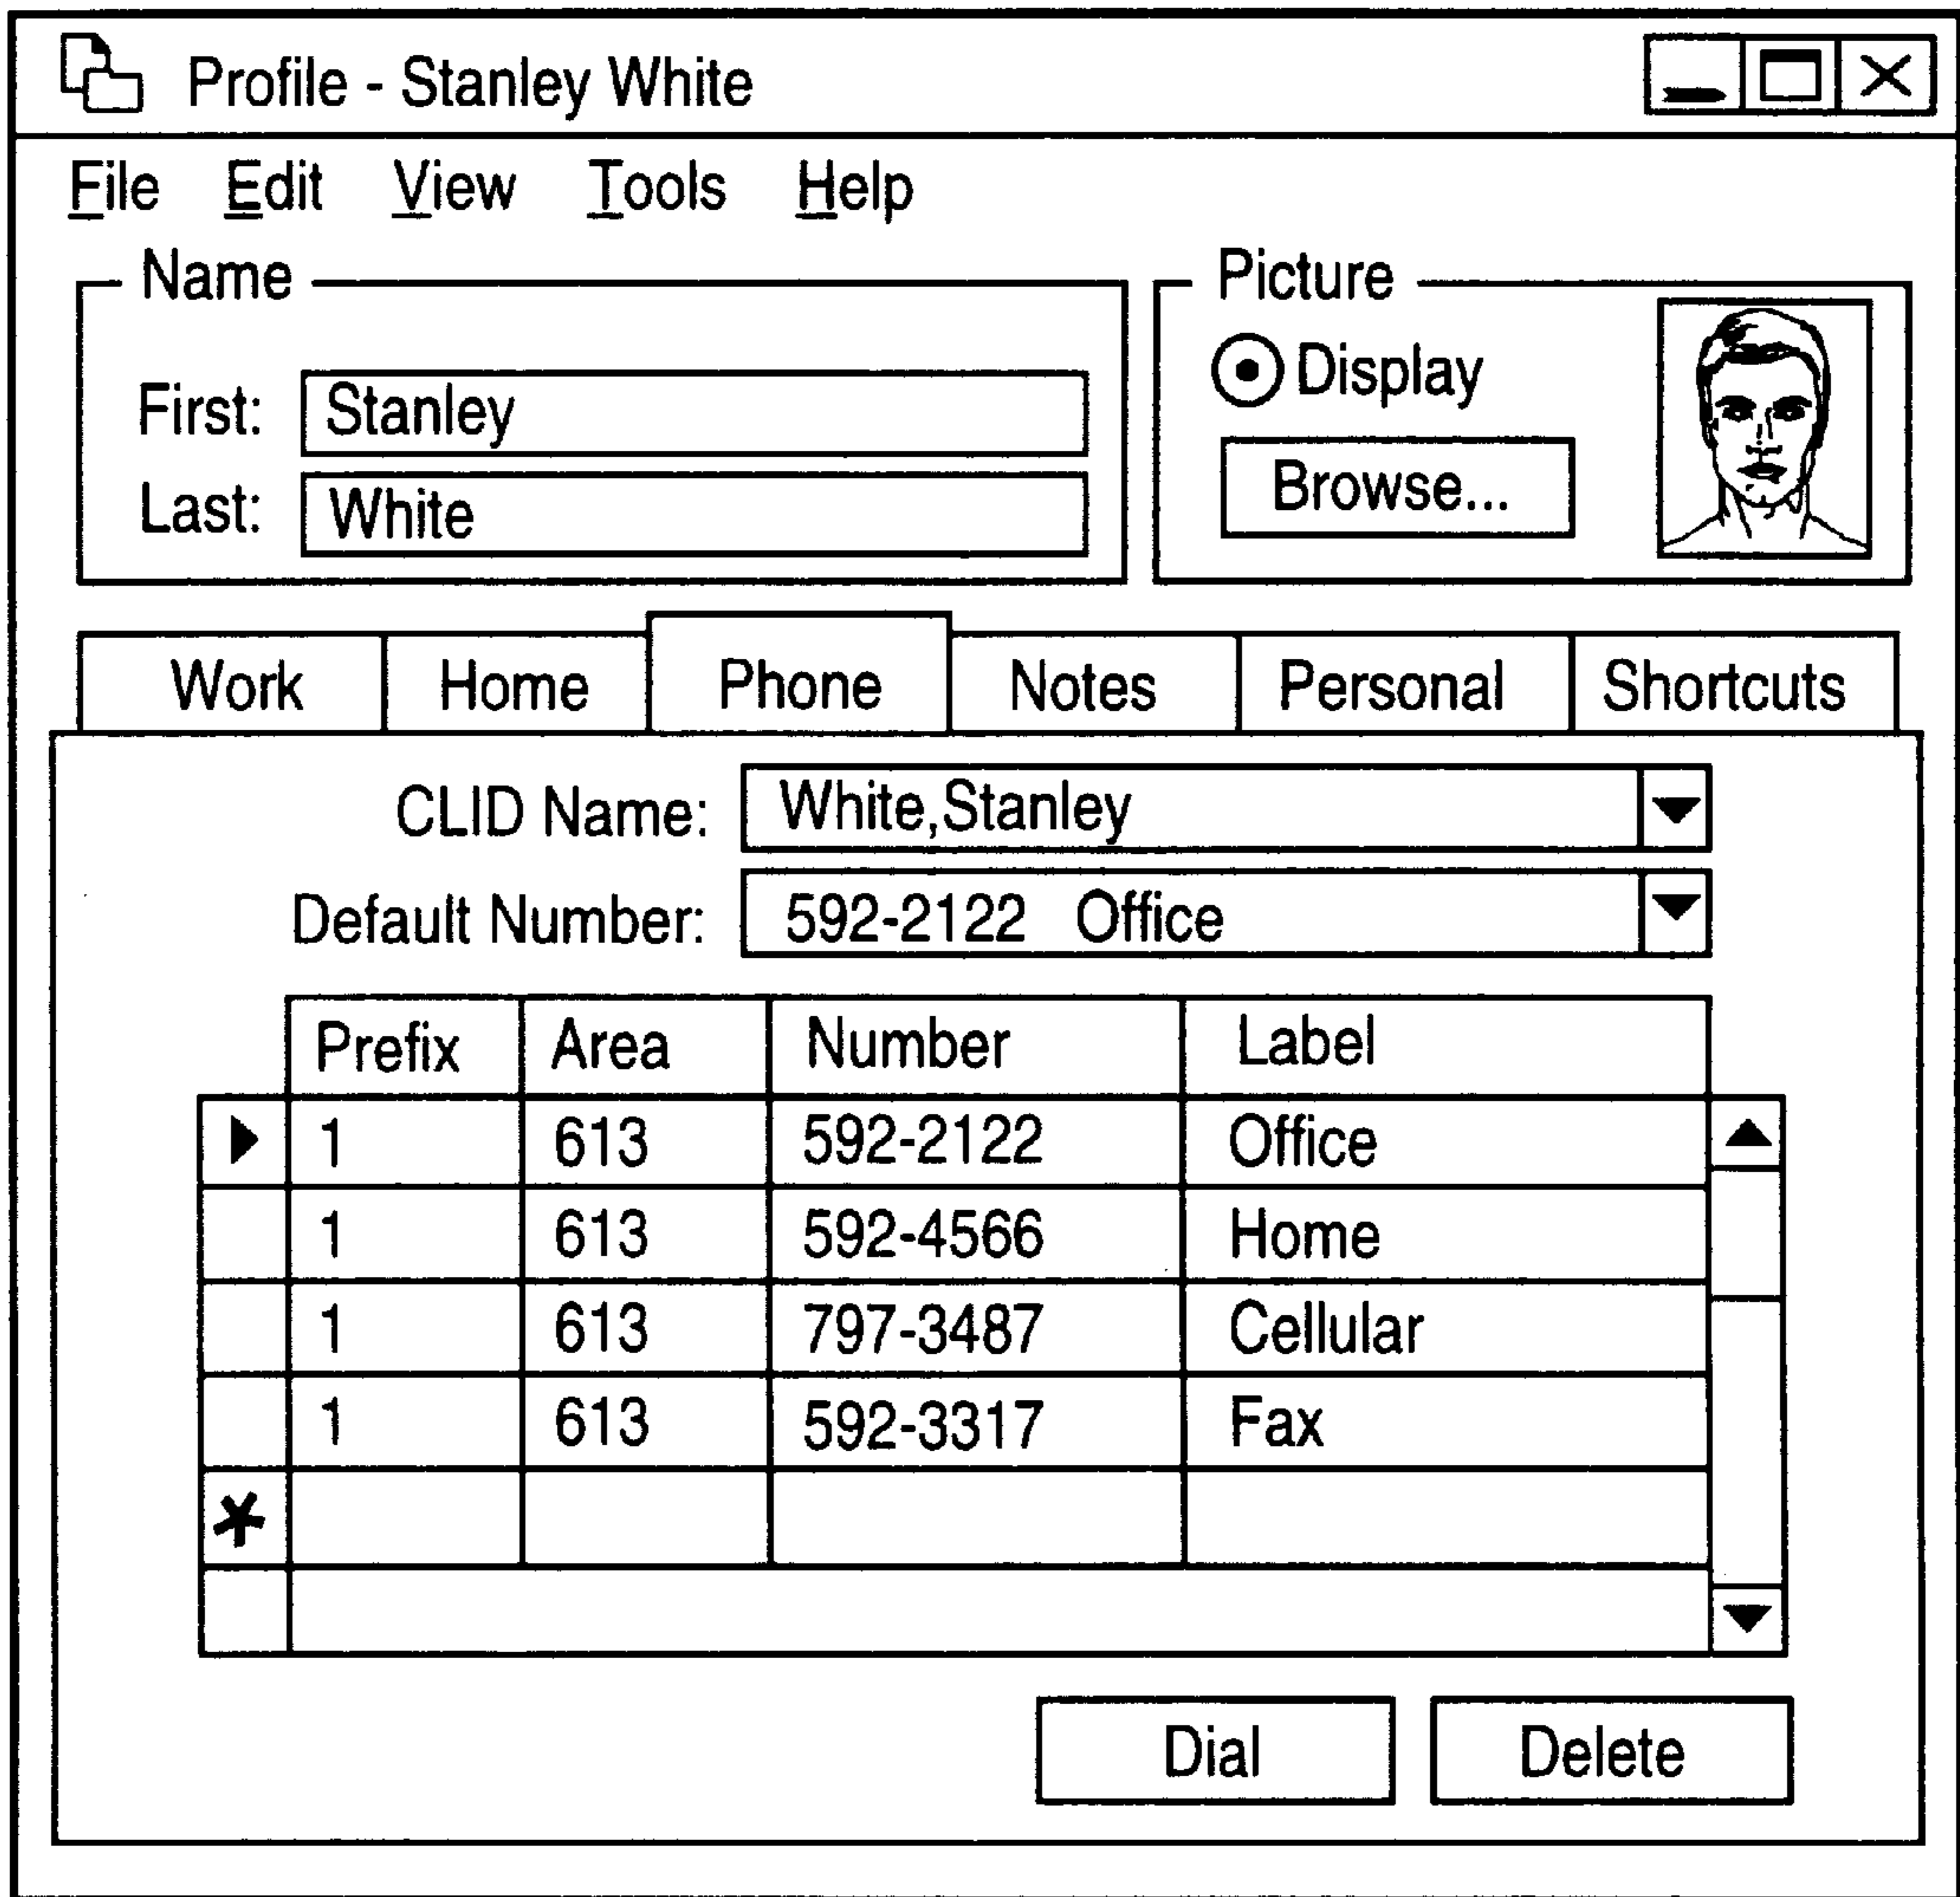 Profile - Stanley White
File Edit View Tools Help
Name
First: Stanley
Last: White
Picture
Display
Browse...
Work Home Phone Notes Personal Shortcuts
CLID Name: White,Stanley
Default Number: 592-2122 Office
Prefix Area Number Label
1 613 592-2122 Office
1 613 592-4566 Home
1 613 797-3487 Cellular
1 613 592-3317 Fax
*
Dial Delete